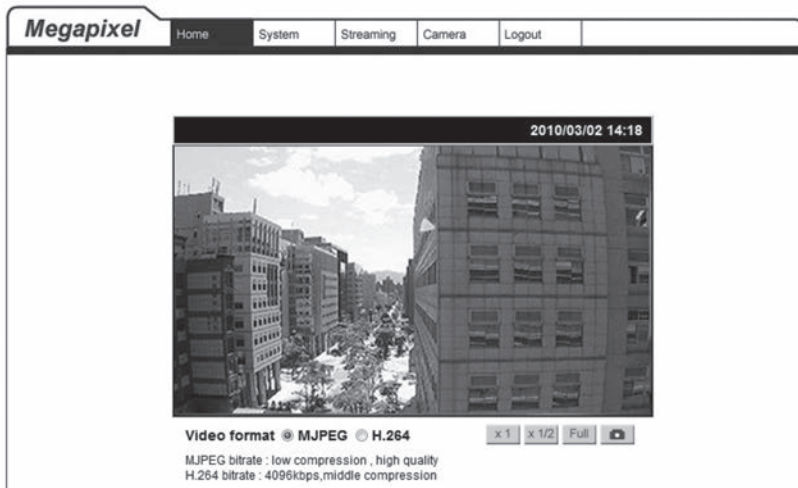 Megapixel
Home System Streaming Camera Logout
2010/03/02 14:18
Video format MJPEG H.264 x 1 x 1/2 Full
MJPEG bitrate : low compression , high quality
H.264 bitrate : 4096kbps,middle compression